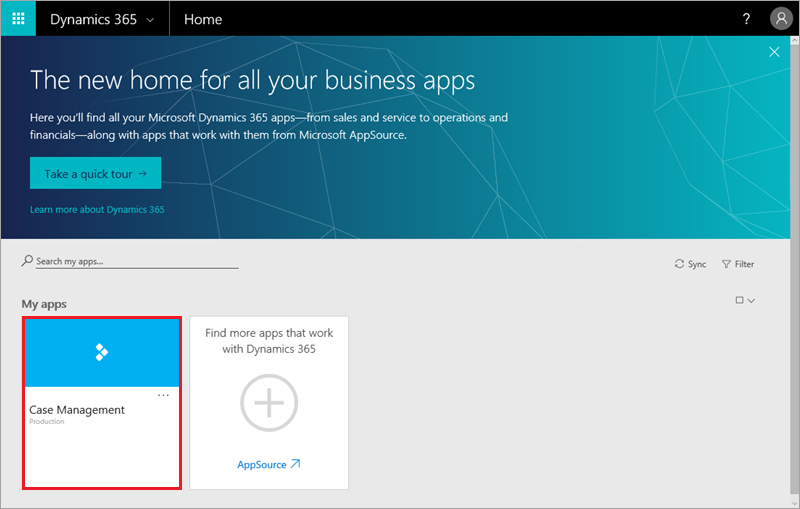 Dynamics 365
Home
?
The new home for all your business apps
Here you'll find all your Microsoft Dynamics 365 apps—from sales and service to operations and
financials—along with apps that work with them from Microsoft AppSource.
Take a quick tour →
Learn more about Dynamics 365
Search my apps...
Sync
Filter
My apps
Case Management
Production
Find more apps that work
with Dynamics 365
AppSource